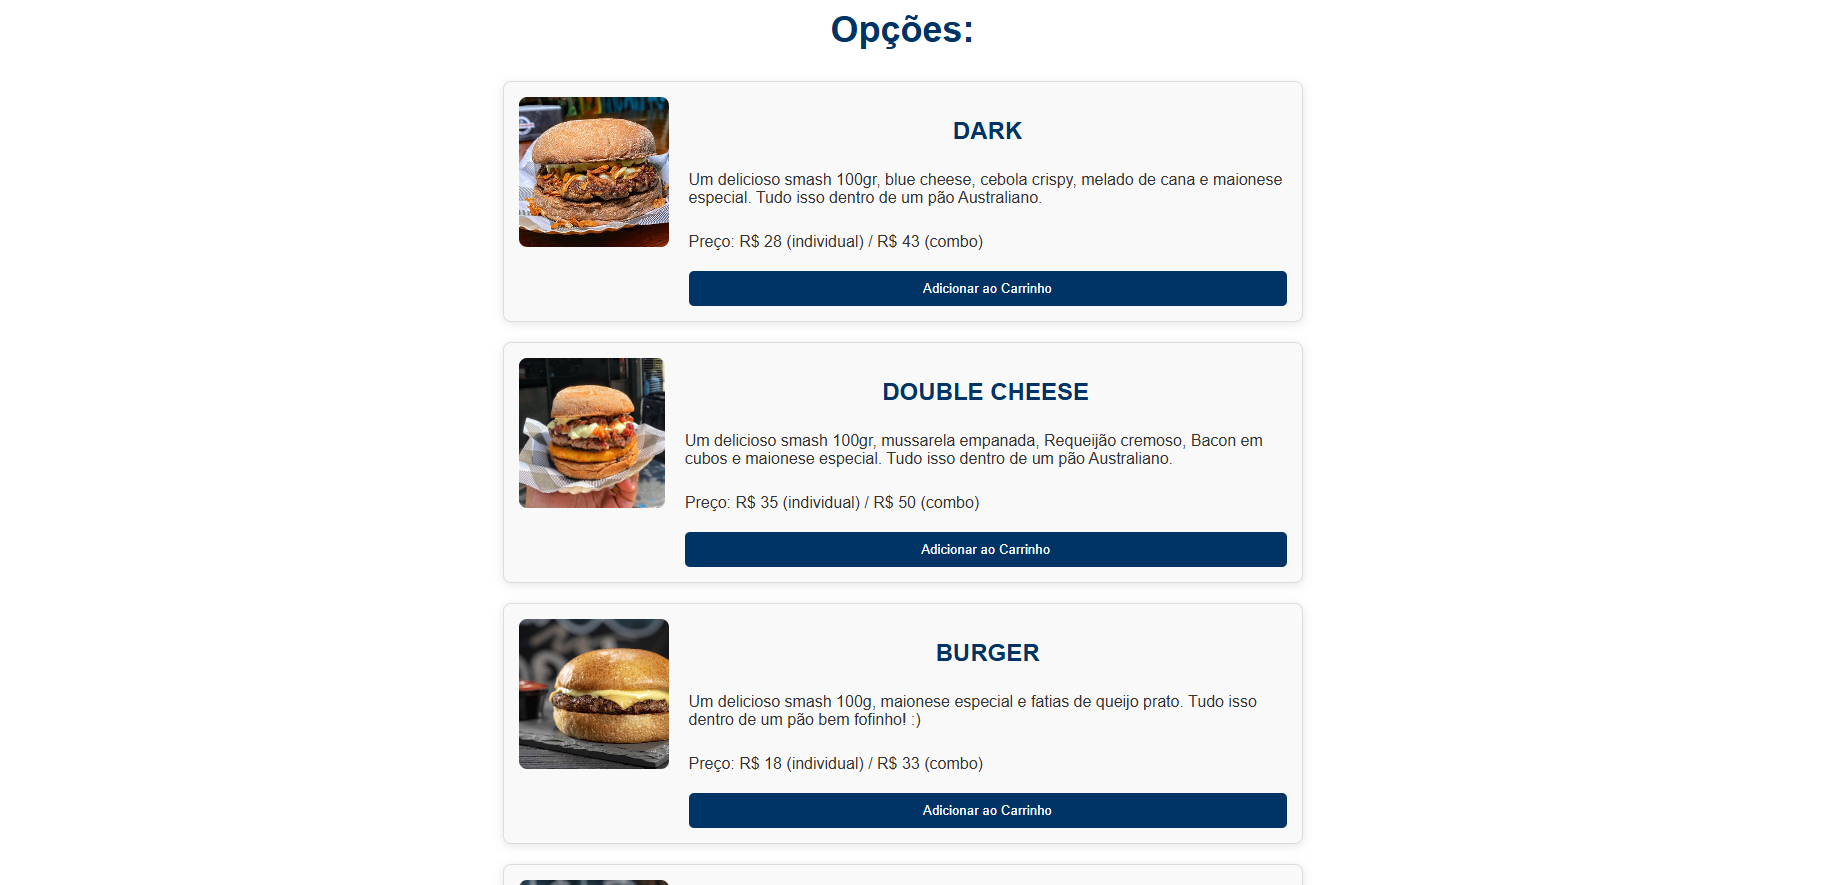 Opções:
DARK
Um delicioso smash 100gr, blue cheese, cebola crispy, melado de cana e maionese
especial. Tudo isso dentro de um pão Australiano.
Preço: R$ 28 (individual) / R$ 43 (combo)
Adicionar ao Carrinho
DOUBLE CHEESE
Um delicioso smash 100gr, mussarela empanada, Requeijão cremoso, Bacon em
cubos e maionese especial. Tudo isso dentro de um pão Australiano.
Preço: R$ 35 (individual) / R$ 50 (combo)
Adicionar ao Carrinho
BURGER
Um delicioso smash 100g, maionese especial e fatias de queijo prato. Tudo isso
dentro de um pão bem fofinho! :)
Preço: R$ 18 (individual) / R$ 33 (combo)
Adicionar ao Carrinho